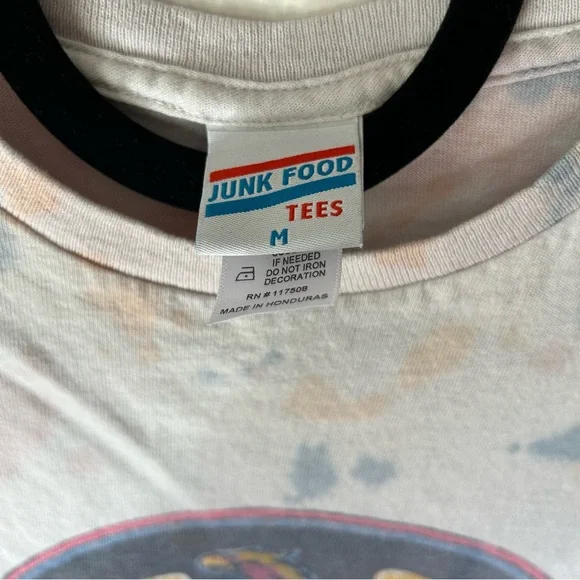 JUNK FOOD
TEES
M
IF NEEDED
DO NOT IRON
DECORATION
RN # 117508
MADE IN HONDURAS